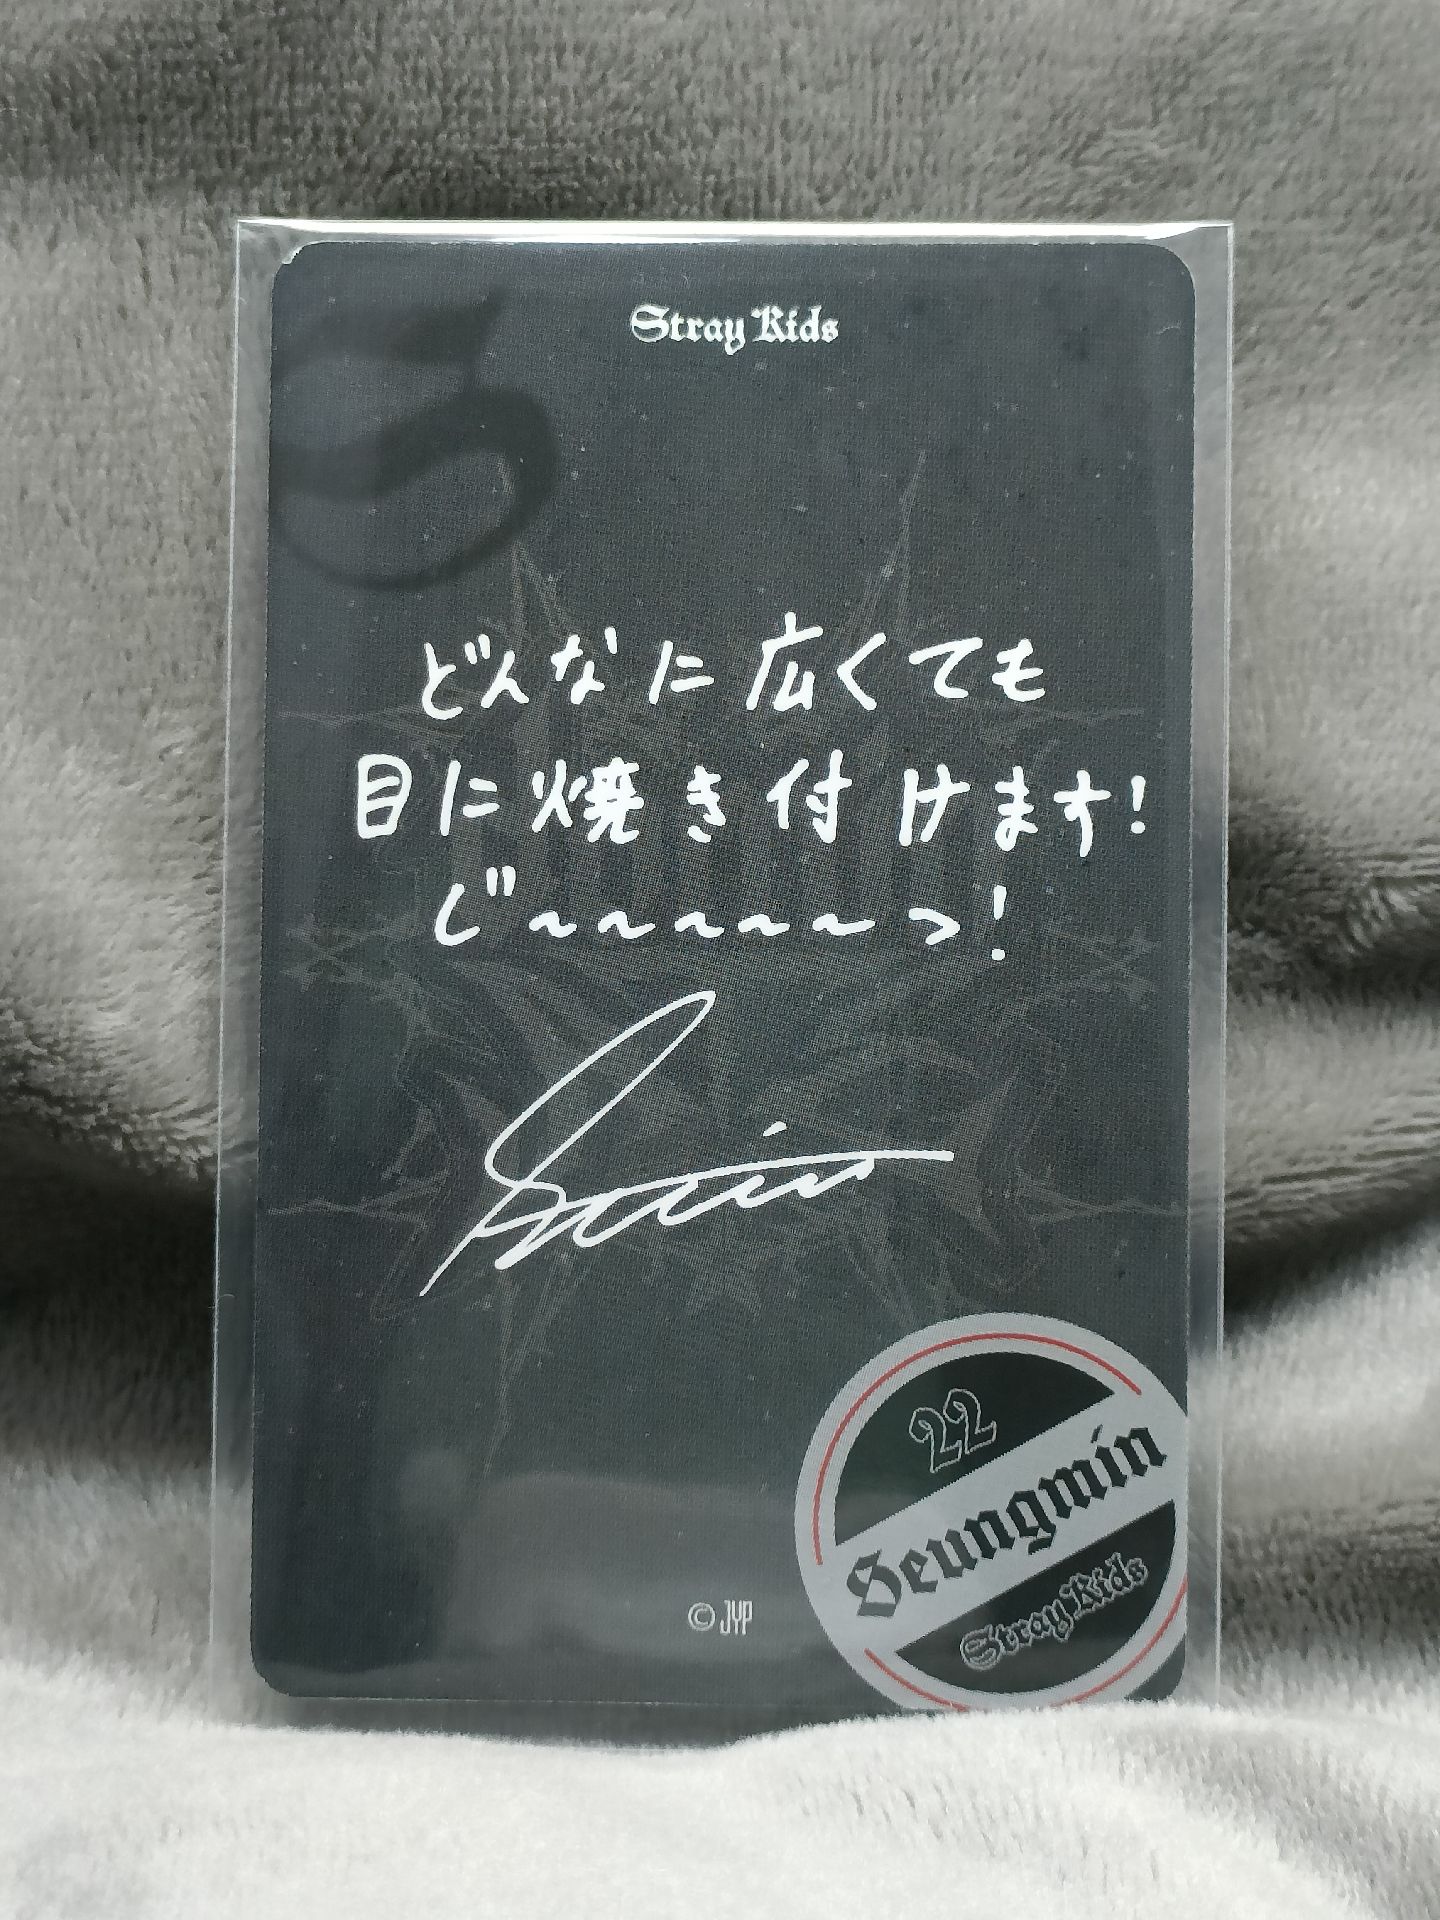 Stray Kids
どんなに広くても
目に焼き付けます!
じ〜〜〜〜〜っ!
22
Seungmin
Stray Kids
© JYP